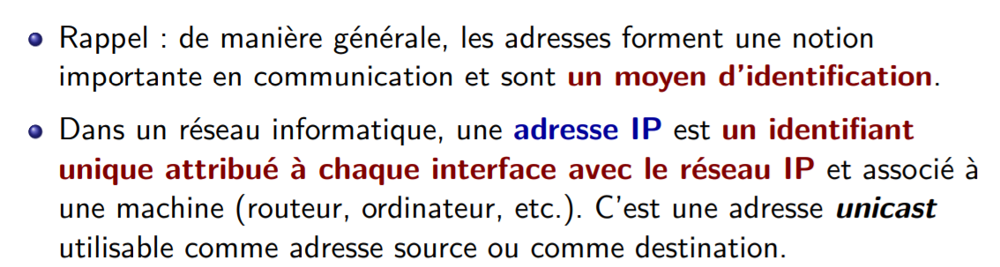 Rappel : de manière générale, les adresses forment une notion
importante en communication et sont un moyen d'identification.
Dans un réseau informatique, une adresse IP est un identifiant
unique attribué à chaque interface avec le réseau IP et associé à
une machine (routeur, ordinateur, etc.). C'est une adresse unicast
utilisable comme adresse source ou comme destination.